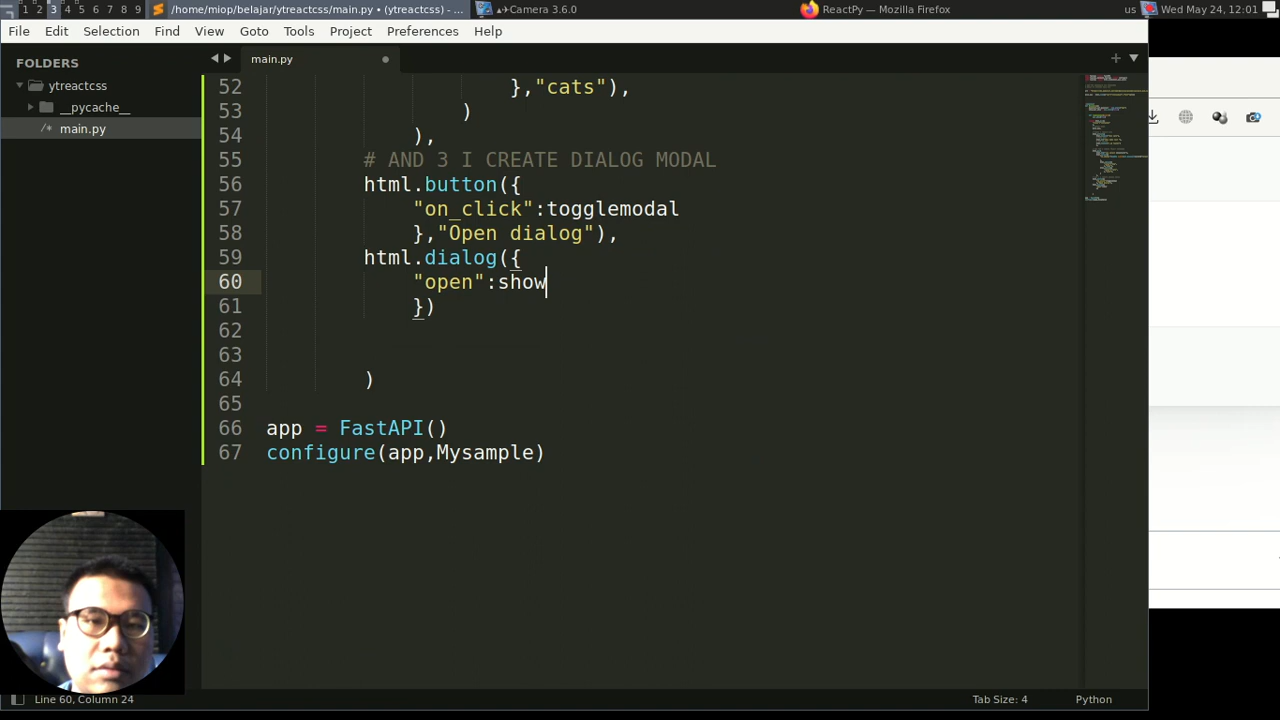 1 2 3 4 5 6 7 8 9 /home/miop/belajar/ytreactcss/main.py • (ytreactcss) - ... Camera 3.6.0 ReactPy — Mozilla Firefox us Wed May 24, 12:01
File Edit Selection Find View Goto Tools Project Preferences Help
FOLDERS
ytreactcss
__pycache__
/* main.py
main.py
52 },"cats"),
53 )
54 ),
55 # AND 3 I CREATE DIALOG MODAL
56 html.button({
57 "on_click":togglemodal
58 },"Open dialog"),
59 html.dialog({
60 "open":show
61 })
62
63
64 )
65
66 app = FastAPI()
67 configure(app,Mysample)
Line 60, Column 24 Tab Size: 4 Python